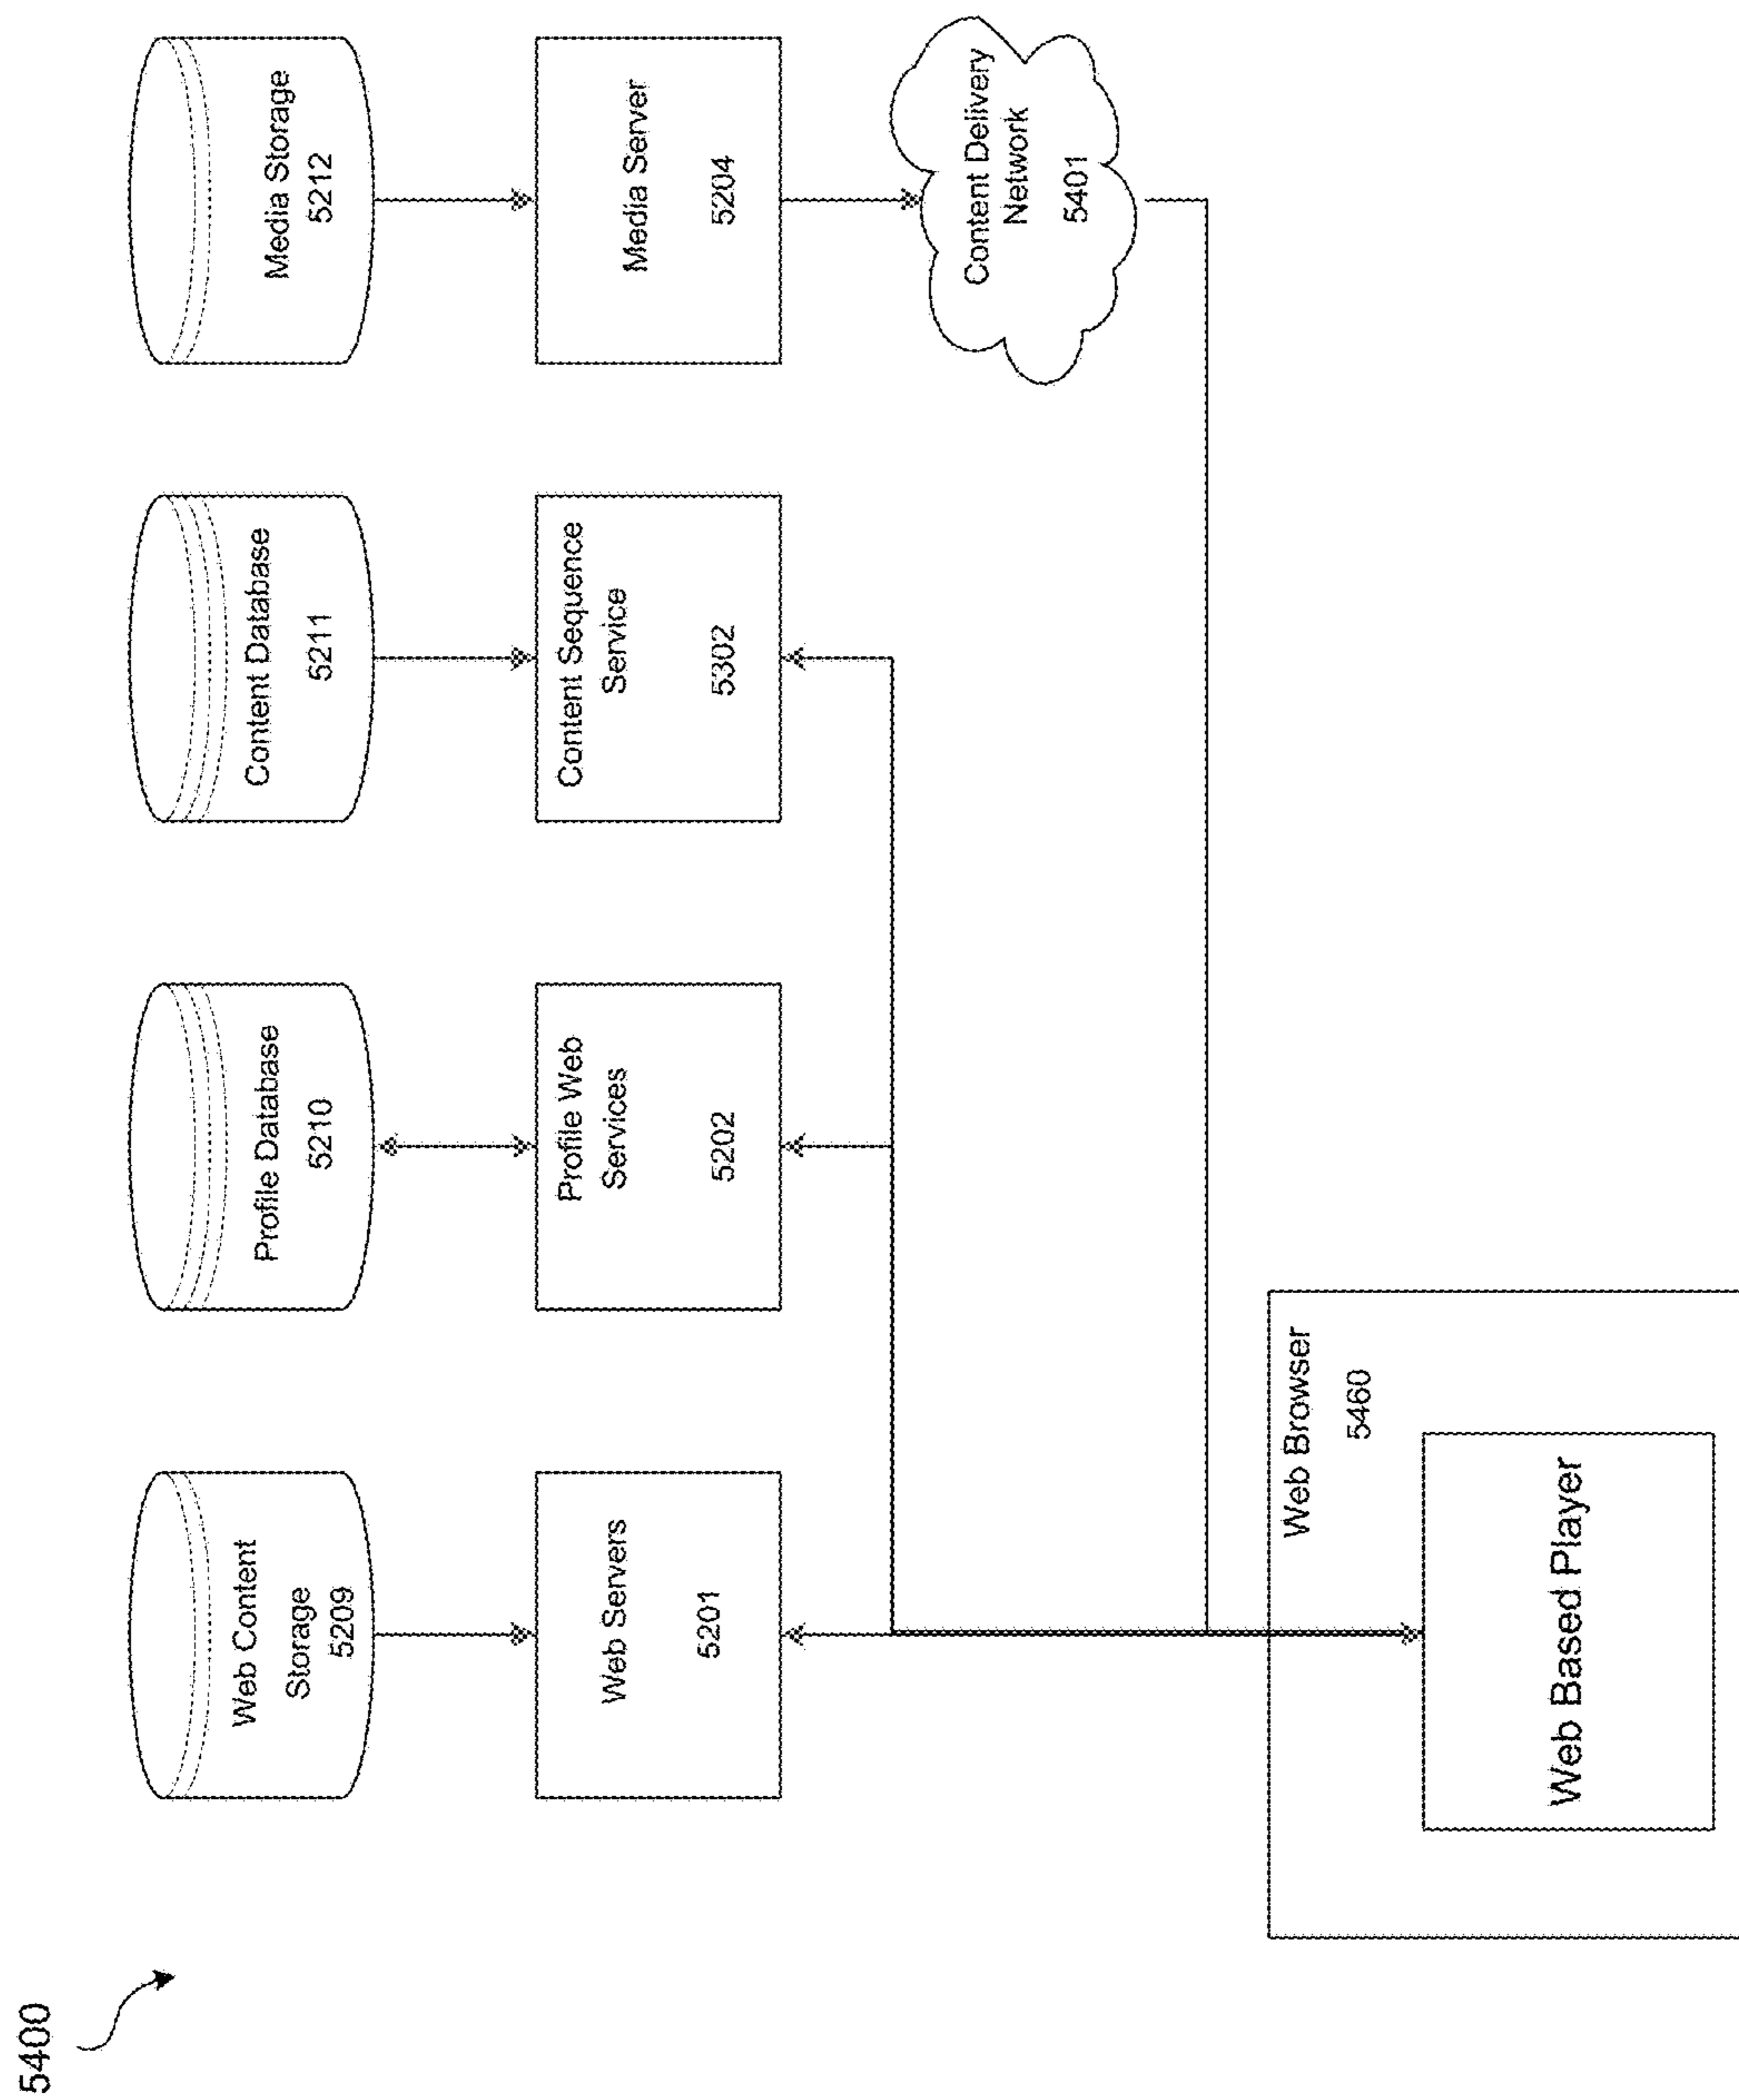 5400
Web Content
Storage
5209
Profile Database
5210
Content Database
5211
Media Storage
5212
Web Servers
5201
Profile Web
Services
5202
Content Sequence
Service
5302
Media Server
5204
Content Delivery
Network
5401
Web Browser
5460
Web Based Player